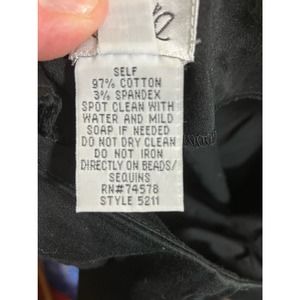 SELF
97% COTTON
3% SPANDEX
SPOT CLEAN WITH
WATER AND MILD
SOAP IF NEEDED
DO NOT DRY CLEAN
DO NOT IRON
DIRECTLY ON BEADS/
SEQUINS
RN#74578
STYLE 5211